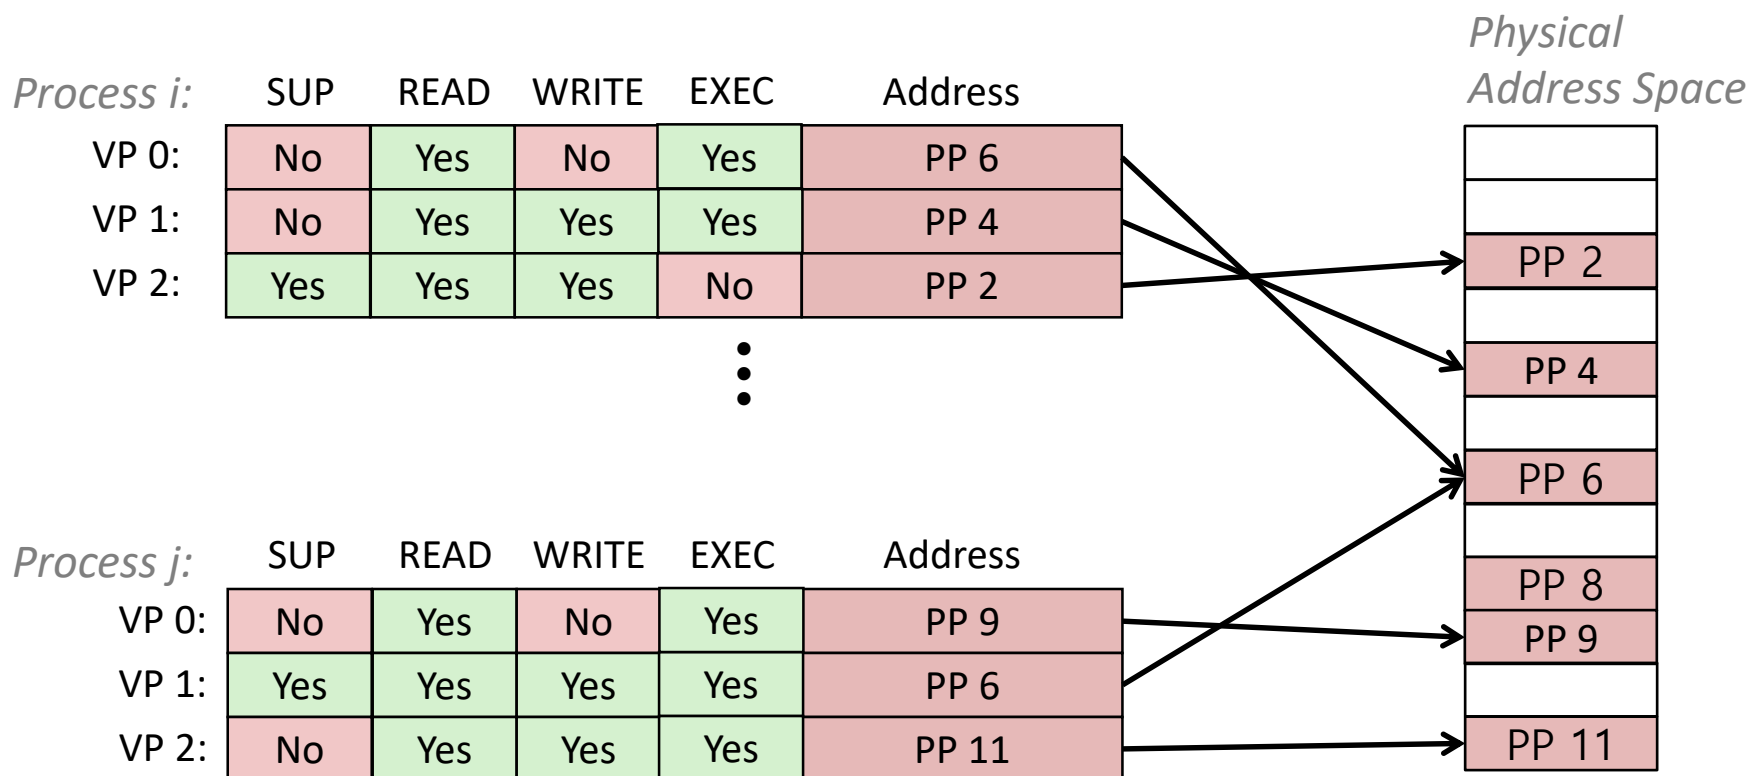 Physical
Address Space
Process i: SUP READ WRITE EXEC Address
VP 0: No Yes No Yes PP 6
VP 1: No Yes Yes Yes PP 4
VP 2: Yes Yes Yes No PP 2
PP 2
PP 4
PP 6
PP 8
PP 9
PP 11
Process j: SUP READ WRITE EXEC Address
VP 0: No Yes No Yes PP 9
VP 1: Yes Yes Yes Yes PP 6
VP 2: No Yes Yes Yes PP 11